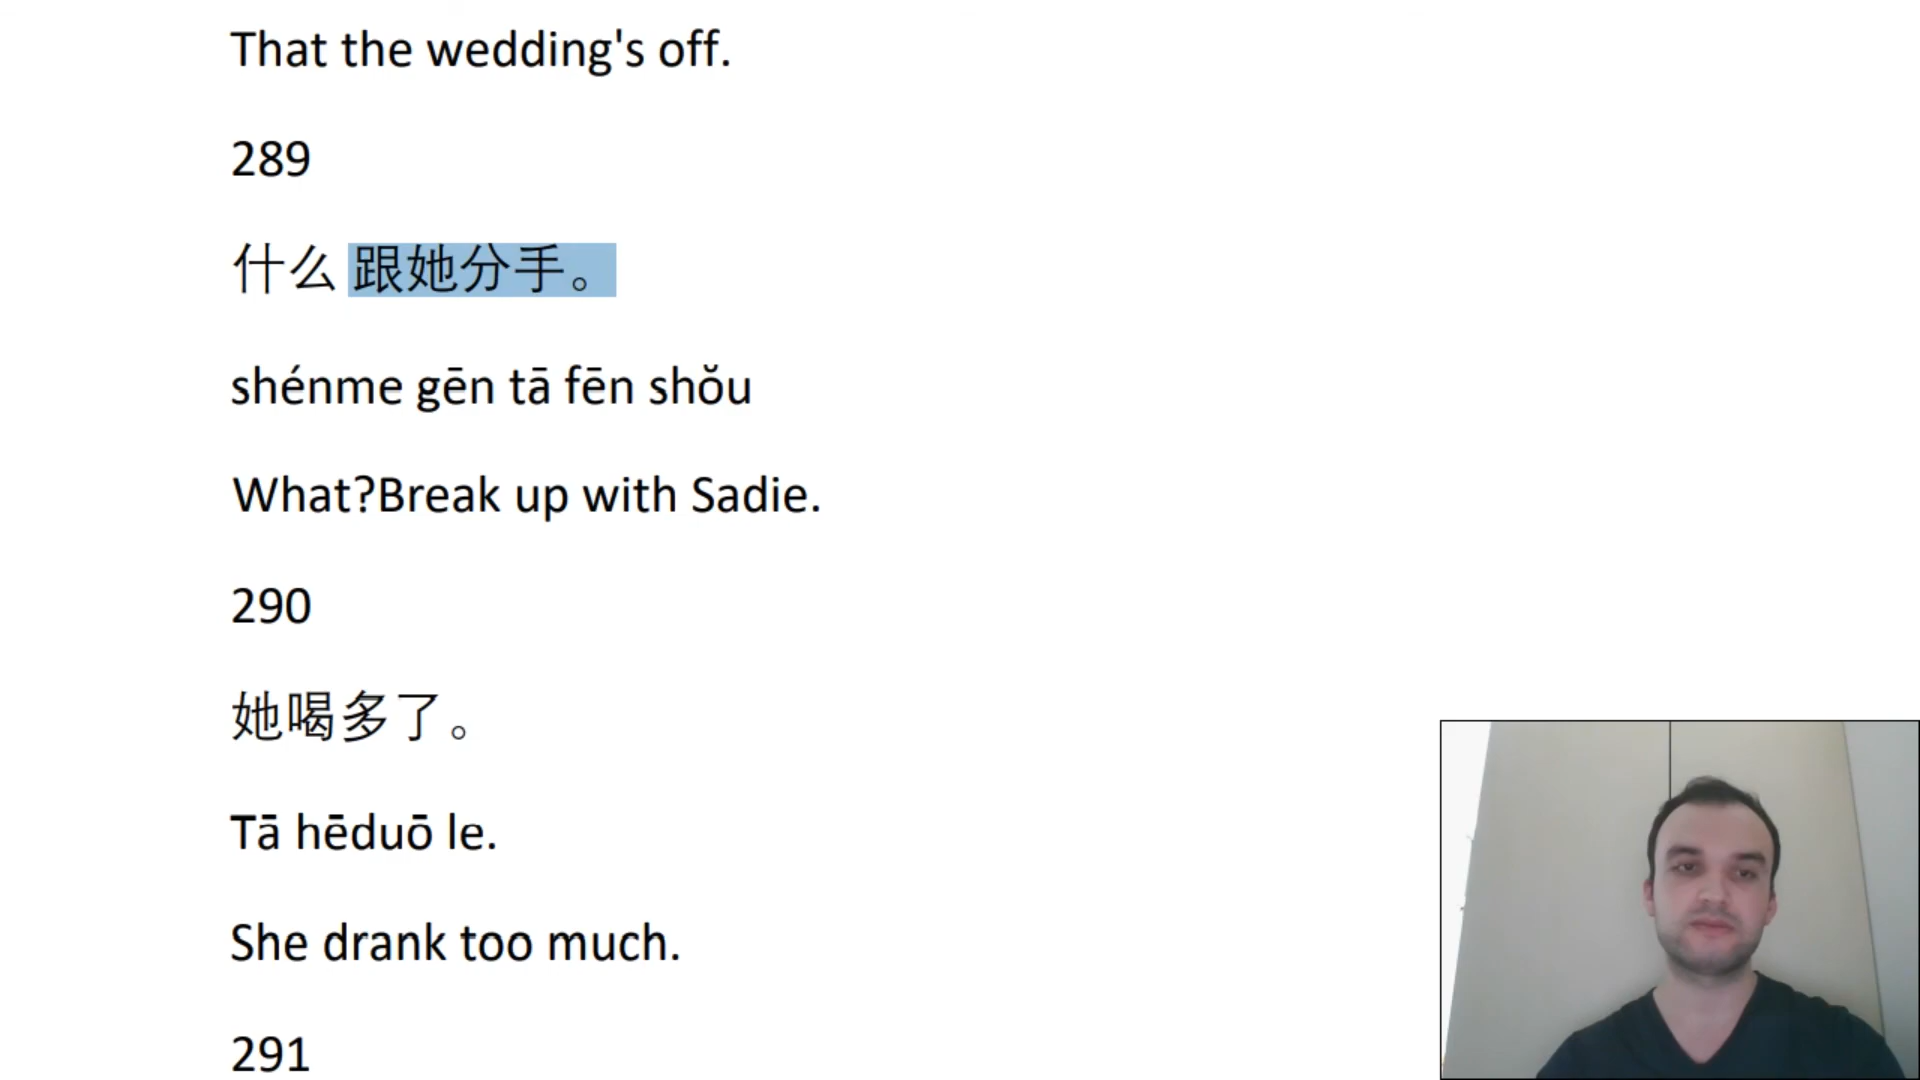 That the wedding's off.
289
什么 跟她分手。
shénme gēn tā fēn shǒu
What?Break up with Sadie.
290
她喝多了。
Tā hēduō le.
She drank too much.
291